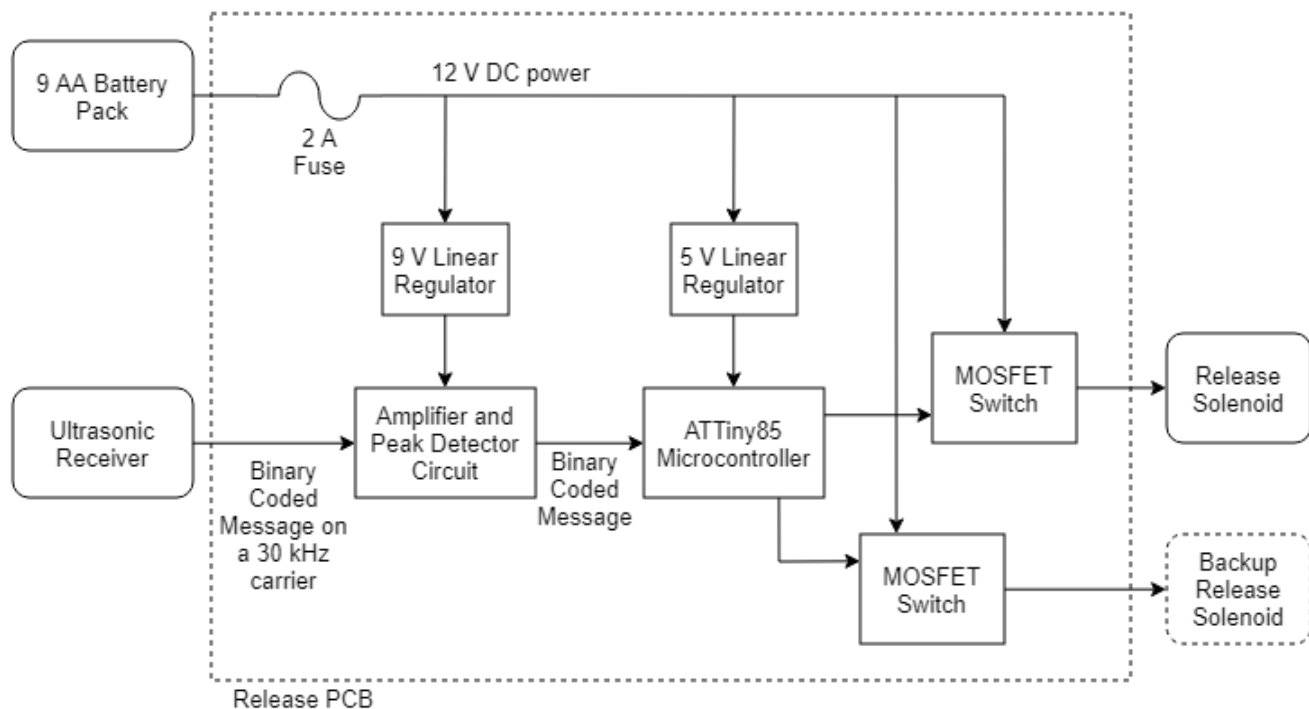 9 AA Battery
Pack
12 V DC power
2 A
Fuse
9 V Linear
Regulator
5 V Linear
Regulator
MOSFET
Switch
Release
Solenoid
Ultrasonic
Receiver
Amplifier and
Peak Detector
Circuit
ATTiny85
Microcontroller
Binary
Coded
Message on
a 30 kHz
carrier
Binary
Coded
Message
MOSFET
Switch
Backup
Release
Solenoid
Release PCB